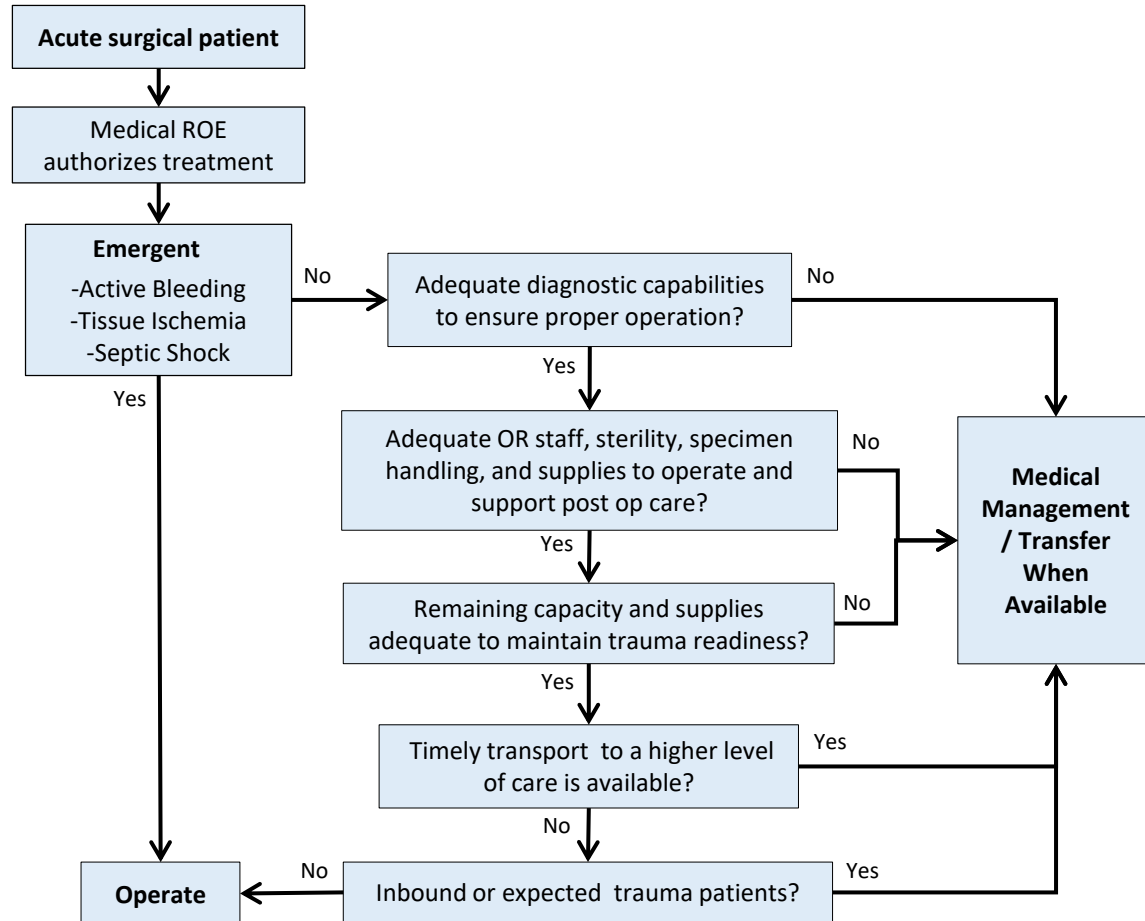 Acute surgical patient
Medical ROE
authorizes treatment
Emergent
-Active Bleeding
-Tissue Ischemia
-Septic Shock
No
Adequate diagnostic capabilities
to ensure proper operation?
No
Yes
Yes
Adequate OR staff, sterility, specimen
handling, and supplies to operate and
support post op care?
No
Medical
Management
/ Transfer
When
Available
Yes
Remaining capacity and supplies
adequate to maintain trauma readiness?
No
Yes
Timely transport to a higher level
of care is available?
Yes
No
Operate
No
Inbound or expected trauma patients?
Yes